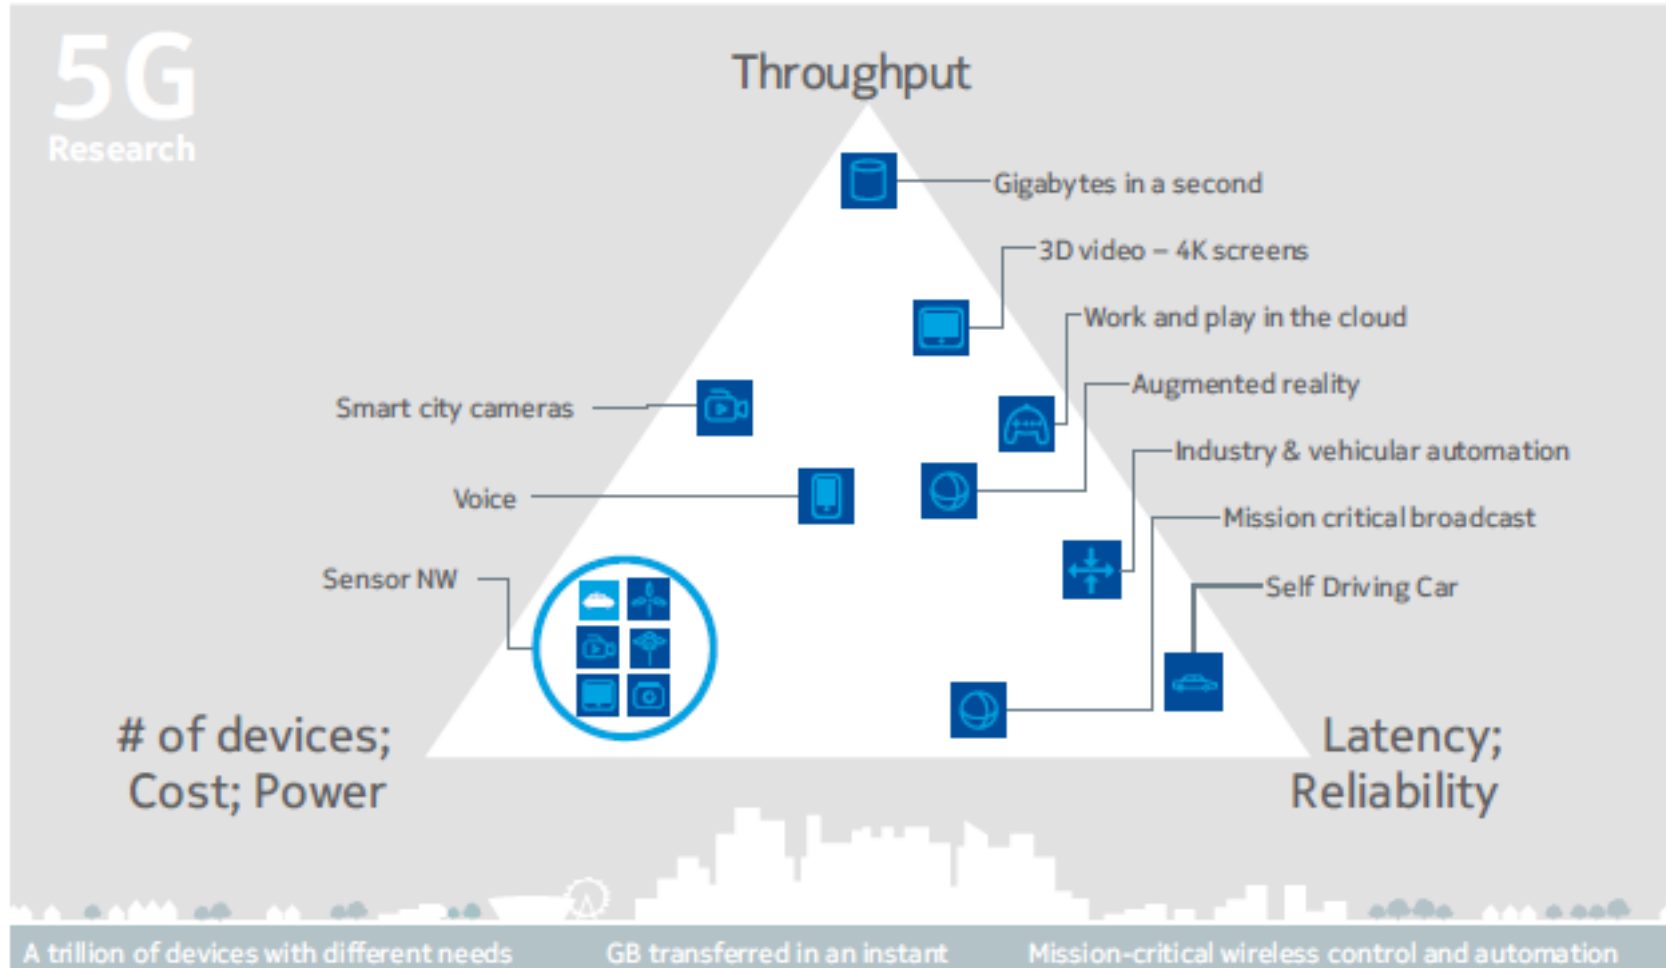 5G
Research
Throughput
Gigabytes in a second
3D video – 4K screens
Work and play in the cloud
Augmented reality
Smart city cameras
Industry & vehicular automation
Voice
Mission critical broadcast
Sensor NW
Self Driving Car
# of devices;
Cost; Power
Latency;
Reliability
A trillion of devices with different needs
GB transferred in an instant
Mission-critical wireless control and automation